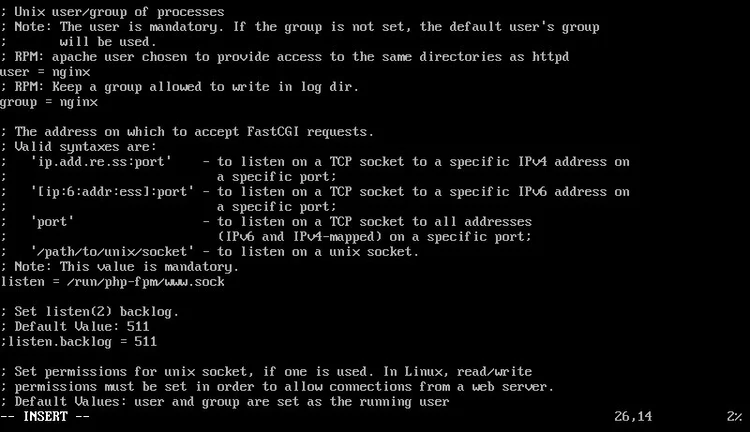 ; Unix user/group of processes
; Note: The user is mandatory. If the group is not set, the default user's group
;       will be used.
; RPM: apache user chosen to provide access to the same directories as httpd
user = nginx
; RPM: Keep a group allowed to write in log dir.
group = nginx

; The address on which to accept FastCGI requests.
; Valid syntaxes are:
;   'ip.add.re.ss:port'    - to listen on a TCP socket to a specific IPv4 address on
;                            a specific port;
;   '[ip:6:addr:ess]:port' - to listen on a TCP socket to a specific IPv6 address on
;                            a specific port;
;   'port'                 - to listen on a TCP socket to all addresses
;                            (IPv6 and IPv4-mapped) on a specific port;
;   '/path/to/unix/socket' - to listen on a unix socket.
; Note: This value is mandatory.
listen = /run/php-fpm/www.sock

; Set listen(2) backlog.
; Default Value: 511
;listen.backlog = 511

; Set permissions for unix socket, if one is used. In Linux, read/write
; permissions must be set in order to allow connections from a web server.
; Default Values: user and group are set as the running user
-- INSERT --                                                  26,14          2%